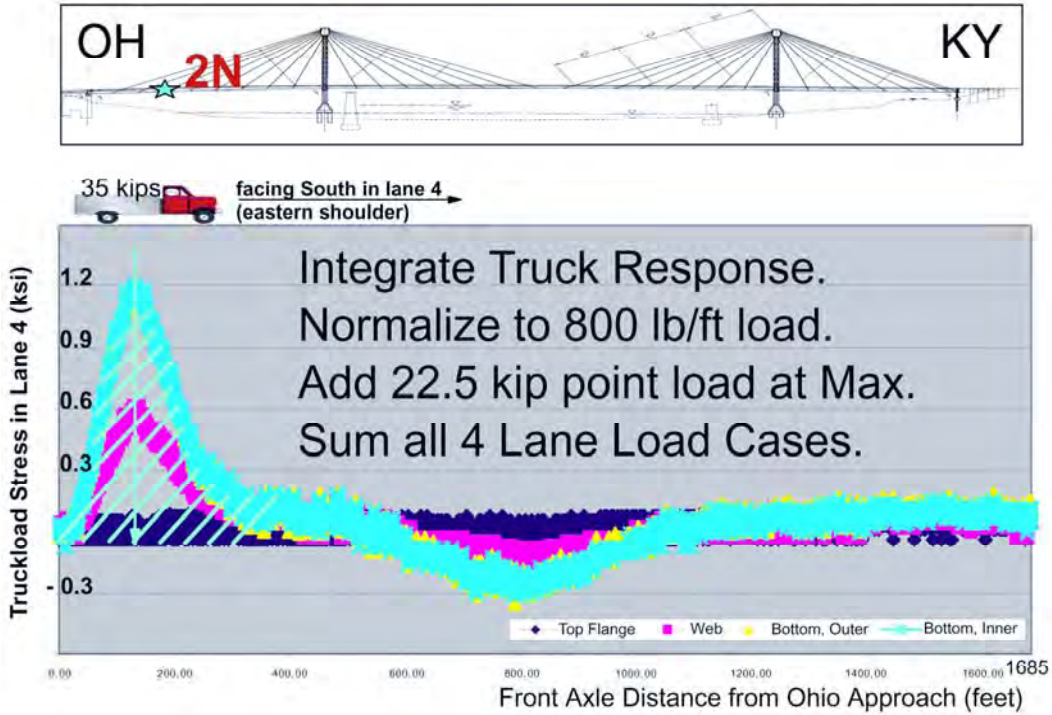 OH
KY
2N
35 kips
facing South in lane 4
(eastern shoulder)
Integrate Truck Response.
Normalize to 800 lb/ft load.
Add 22.5 kip point load at Max.
Sum all 4 Lane Load Cases.
Truckload Stress in Lane 4 (ksi)
1.2
0.9
0.6
0.3
- 0.3
Top Flange
Web
Bottom, Outer
Bottom, Inner
0.00
200.00
400.00
600.00
800.00
1000.00
1200.00
1400.00
1600.00
1685
Front Axle Distance from Ohio Approach (feet)